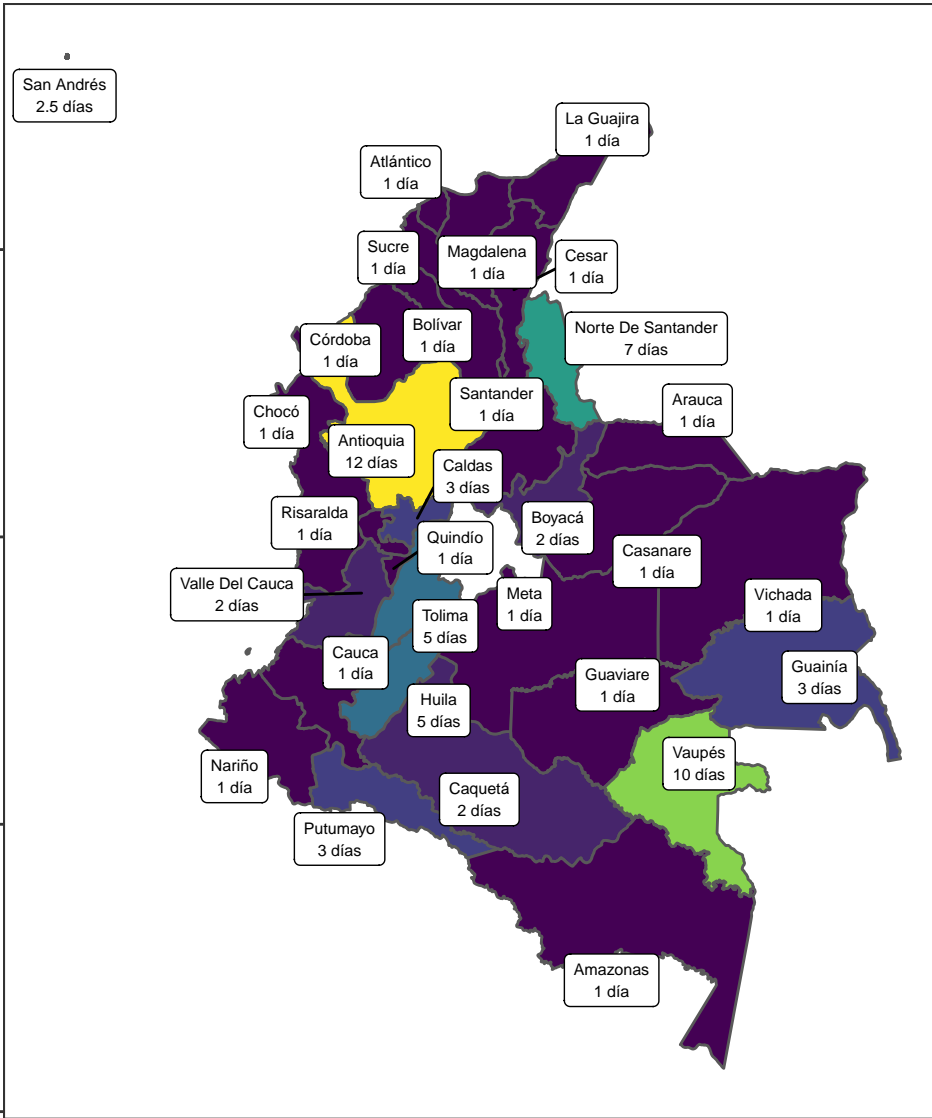 San Andrés
2.5 días
La Guajira
1 día
Atlántico
1 día
Sucre
1 día
Magdalena
1 día
Cesar
1 día
Norte De Santander
7 días
Córdoba
1 día
Bolívar
1 día
Santander
1 día
Arauca
1 día
Chocó
1 día
Antioquia
12 días
Caldas
3 días
Risaralda
1 día
Quindío
1 día
Boyacá
2 días
Casanare
1 día
Valle Del Cauca
2 días
Meta
1 día
Vichada
1 día
Tolima
5 días
Cauca
1 día
Guainía
3 días
Guaviare
1 día
Huila
5 días
Nariño
1 día
Vaupés
10 días
Caquetá
2 días
Putumayo
3 días
Amazonas
1 día